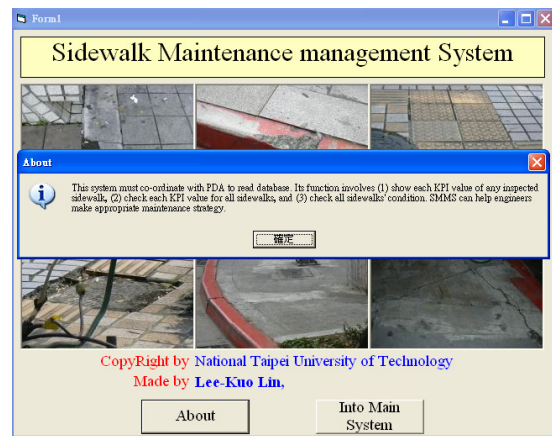 Form1
Sidewalk Maintenance management System
About
This system must co-ordinate with PDA to read database. Its function involves (1) show each KPI value of any inspected
sidewalk, (2) check each KPI value for all sidewalks, and (3) check all sidewalks' condition. SMMS can help engineers
make appropriate maintenance strategy.
確定
CopyRight by National Taipei University of Technology
Made by Lee-Kuo Lin,
About
Into Main
System